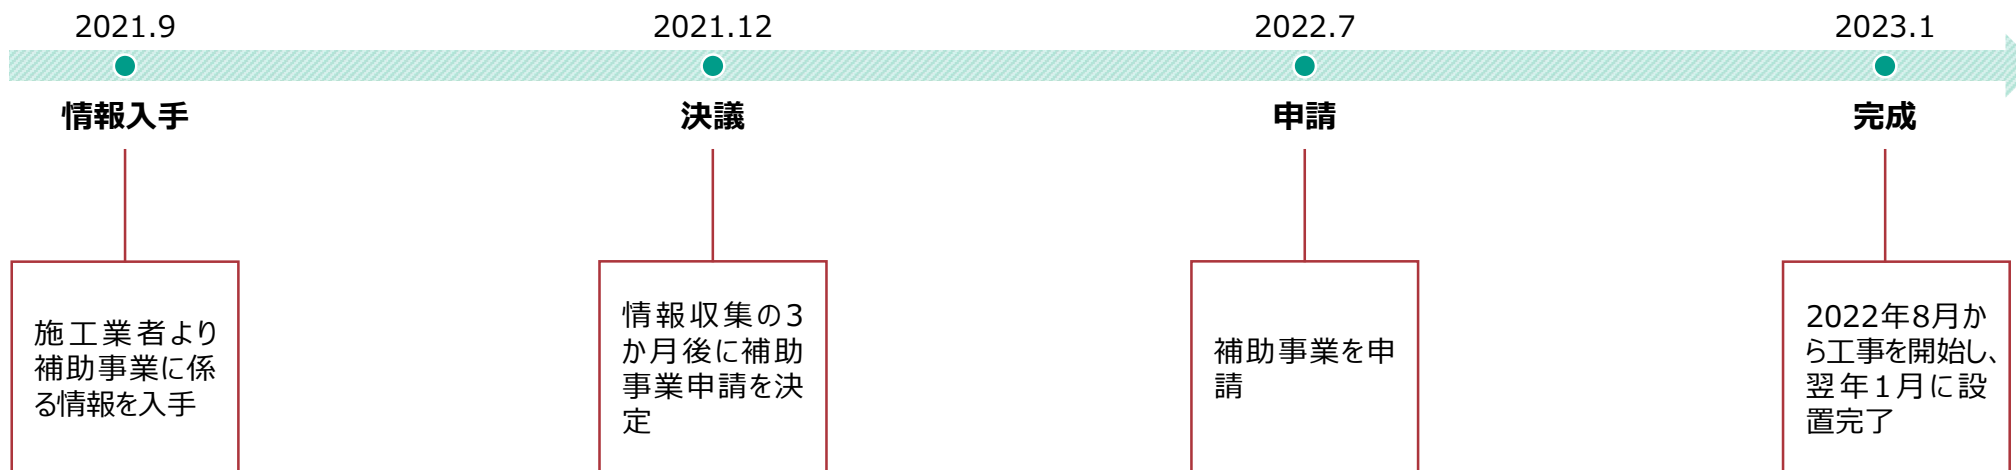 2021.9
2021.12
2022.7
2023.1
情報入手
決議
申請
完成
施工業者より
補助事業に係
る情報を入手
情報収集の3
か月後に補助
事業申請を決
定
補助事業を申
請
2022年8月か
ら工事を開始し、
翌年1月に設
置完了